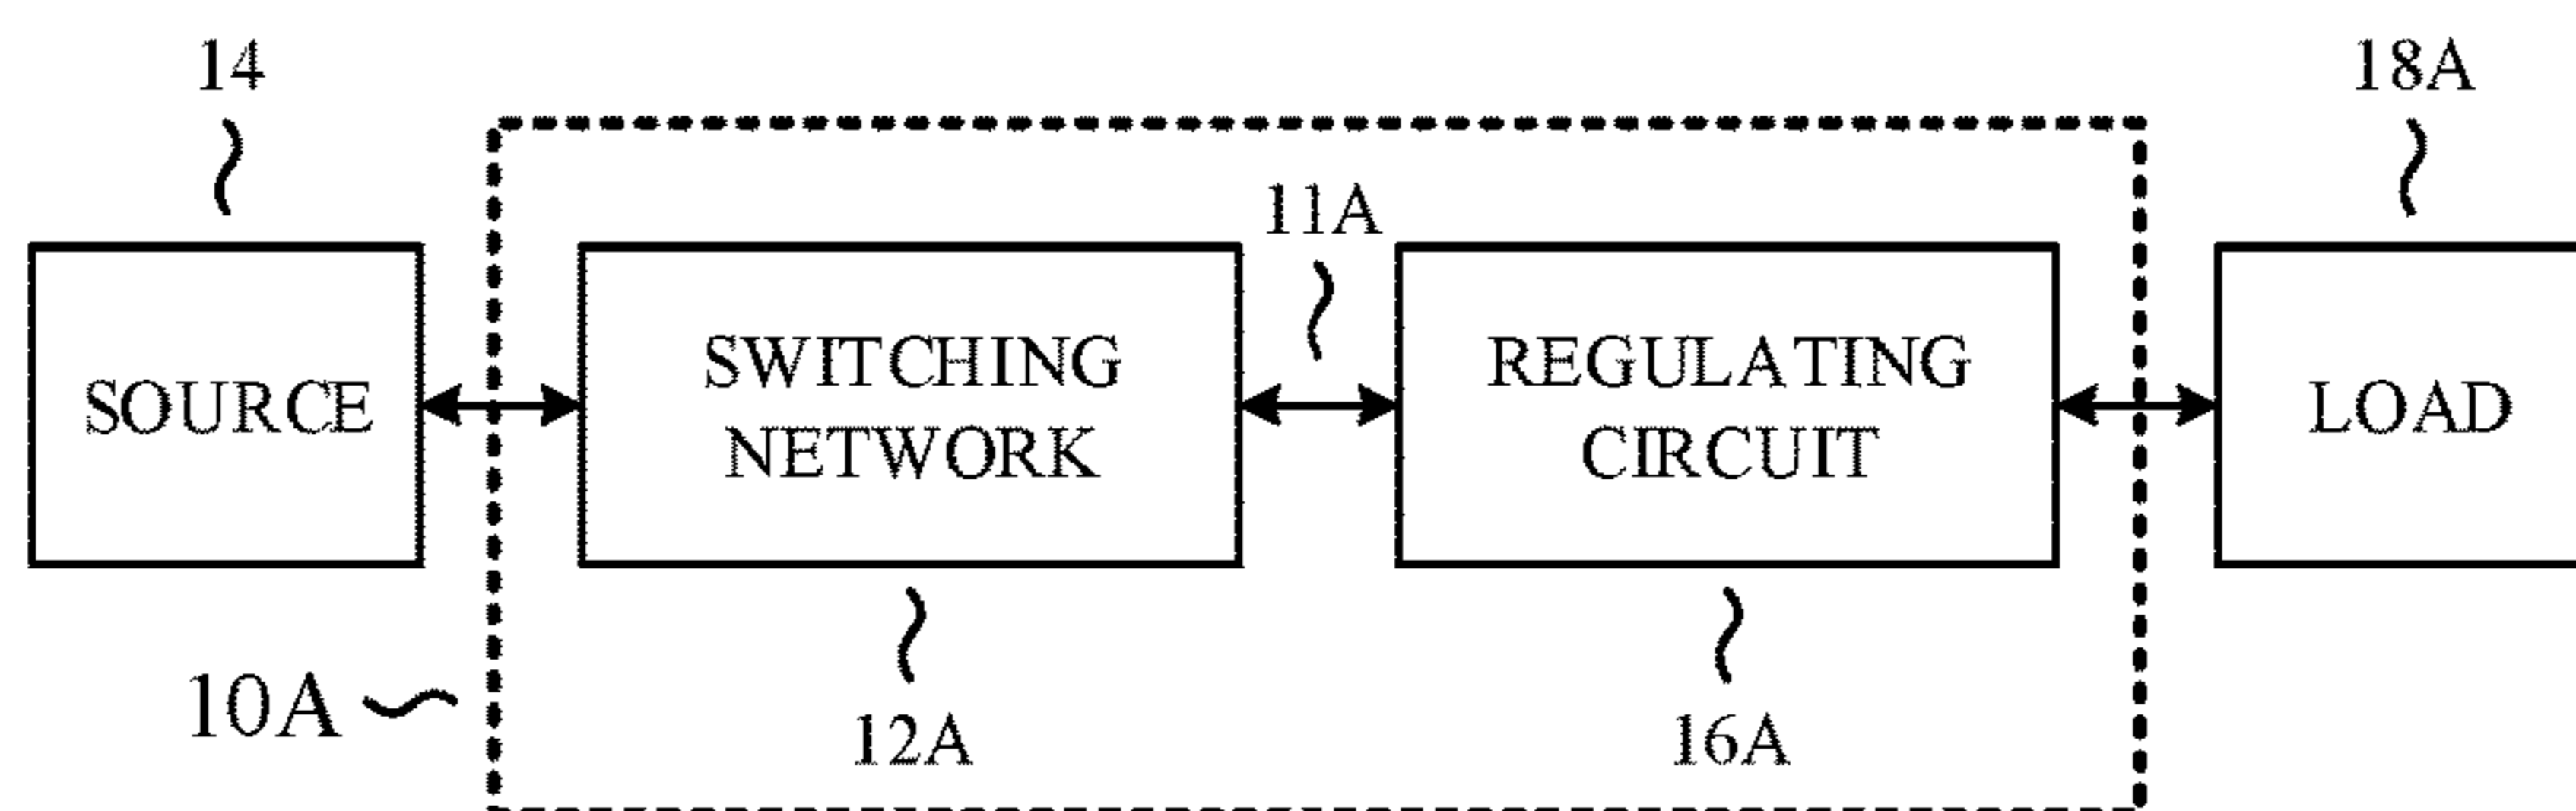 14
18A
11A
SOURCE
SWITCHING
NETWORK
REGULATING
CIRCUIT
LOAD
10A
12A
16A